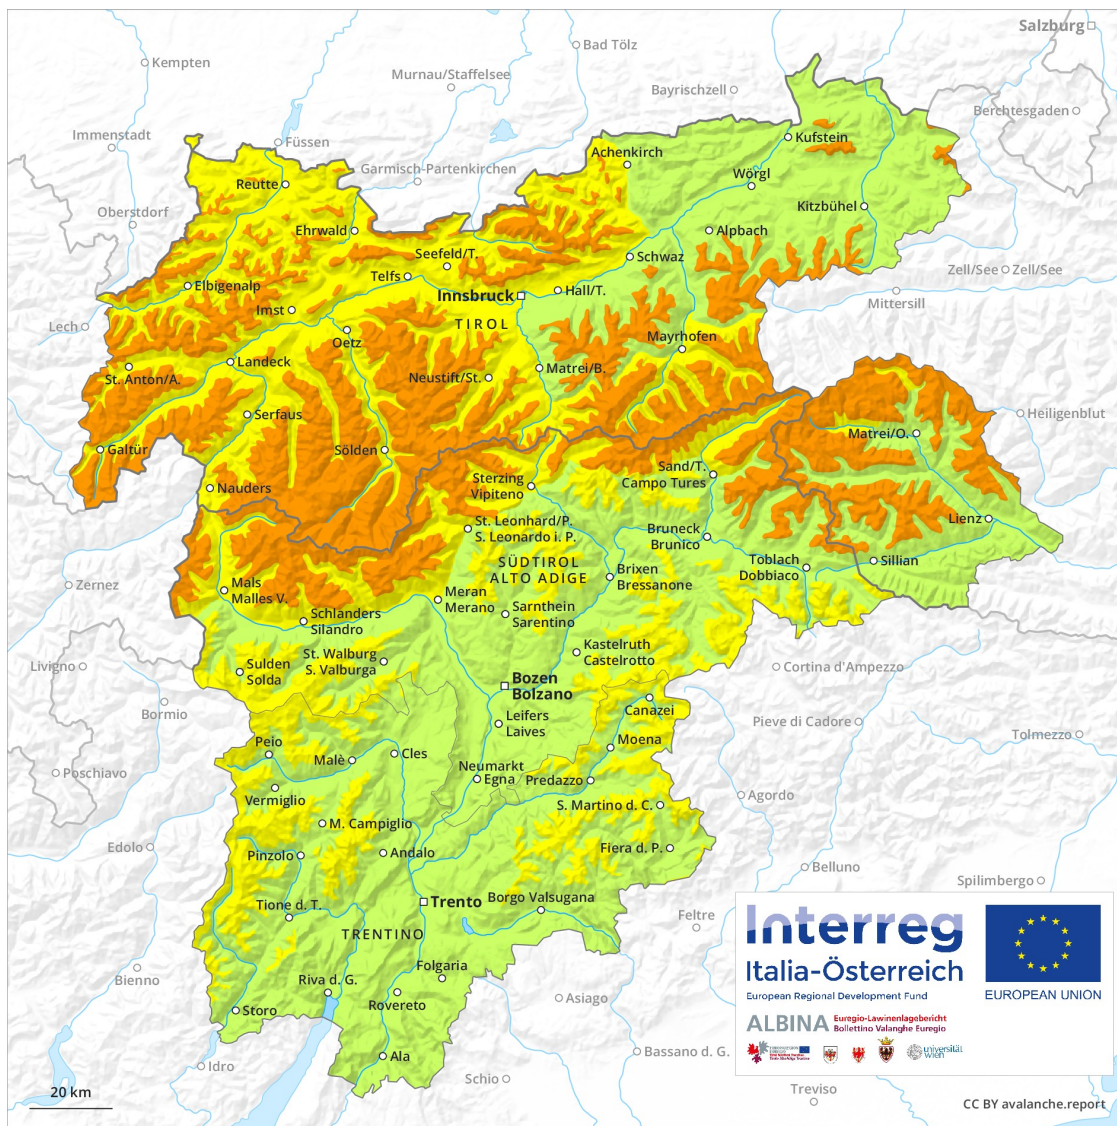 Salzburg
Bad Tölz
Kempten
Murnau/Staffelsee
Bayrischzell
Berchtesgaden
Immenstadt
Füssen
Kufstein
Achenkirch
Garmisch-Partenkirchen
Wörgl
Reutte
Oberstdorf
Kitzbühel
Ehrwald
Alpbach
Seefeld/T.
Schwaz
Telfs
Zell/See
Zell/See
Elbigenalp
Hall/T.
Innsbruck
Mittersill
Imst
TIROL
Lech
Oetz
Mayrhofen
Landeck
Matrei/B.
St. Anton/A.
Neustift/St.
Serfaus
Heiligenblut
Matrei/O.
Galtür
Sölden
Sand/T.
Campo Tures
Sterzing
Vipiteno
Nauders
St. Leonhard/P.
S. Leonardo i. P.
Lienz
Bruneck
Brunico
SÜDTIROL
ALTO ADIGE
Toblach
Dobbiaco
Sillian
Brixen
Bressanone
Zernez
Mals
Malles V.
Meran
Merano
Schlanders
Silandro
Sarnthein
Sarentino
Kastelruth
Castelrotto
St. Walburg
S. Valburga
Livigno
Sulden
Solda
Cortina d'Ampezzo
Bozen
Bolzano
Canazei
Bormio
Leifers
Laives
Pieve di Cadore
Tolmezzo
Moena
Peio
Malè
Cles
Poschiavo
Neumarkt
Egna
Predazzo
Vermiglio
Agordo
S. Martino d. C.
M. Campiglio
Edolo
Pinzolo
Andalo
Fiera d. P.
Belluno
Spilimbergo
Trento
Borgo Valsugana
Tione d. T.
Feltre
TRENTINO
Folgaria
Bienno
Riva d. G.
Rovereto
Asiago
Storo
Ala
Bassano d. G.
Idro
Schio
Treviso
20 km
Interreg
Italia-Österreich
European Regional Development Fund
EUROPEAN UNION
ALBINA
Euregio-Lawinenlagebericht
Bollettino Valanghe Euregio
universität
wien
CC BY avalanche.report